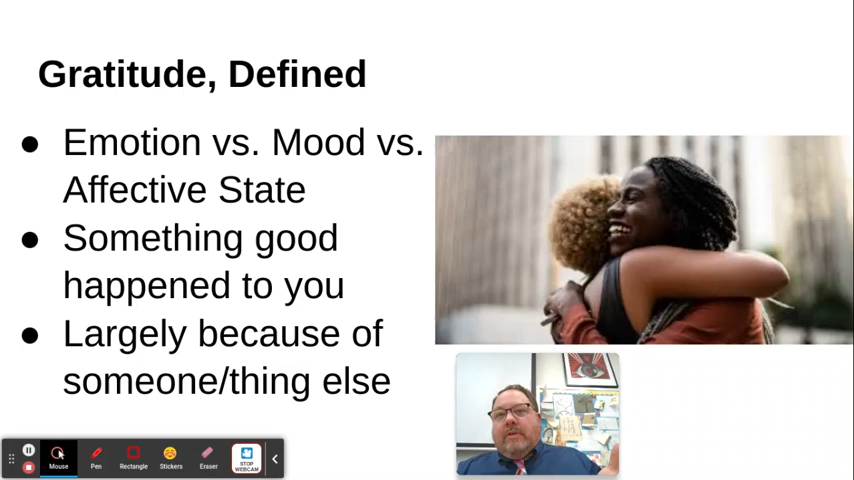 Gratitude, Defined
● Emotion vs. Mood vs.
Affective State
● Something good
happened to you
● Largely because of
someone/thing else
Mouse
Pen
Rectangle
Stickers
Eraser
STOP
WEBCAM